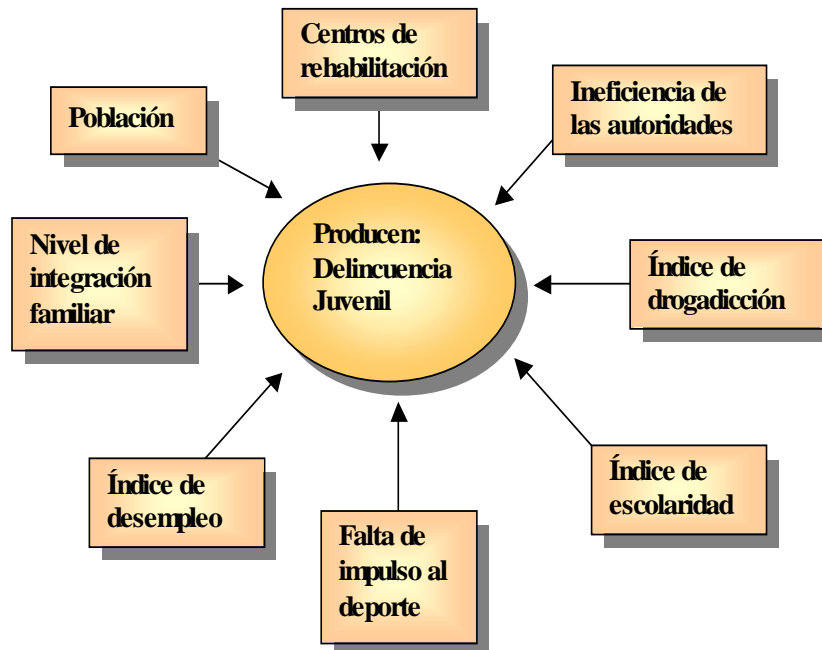 Centros de
rehabilitación
Ineficiencia de
las autoridades
Población
Nivel de
integración
familiar
Producen:
Delincuencia
Juvenil
Índice de
drogadicción
Índice de
desempleo
Falta de
impulso al
deporte
Índice de
escolaridad